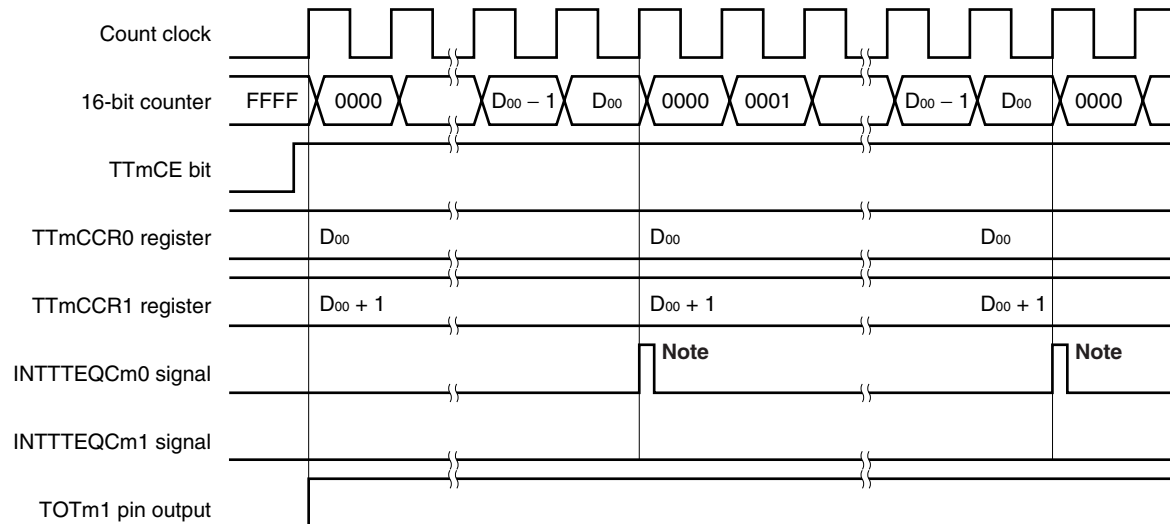 Count clock
16-bit counter FFFF 0000 D00 − 1 D00 0000 0001 D00 − 1 D00 0000
TTmCE bit
TTmCCR0 register D00 D00 D00
TTmCCR1 register D00 + 1 D00 + 1 D00 + 1
INTTTEQCm0 signal Note Note
INTTTEQCm1 signal
TOTm1 pin output